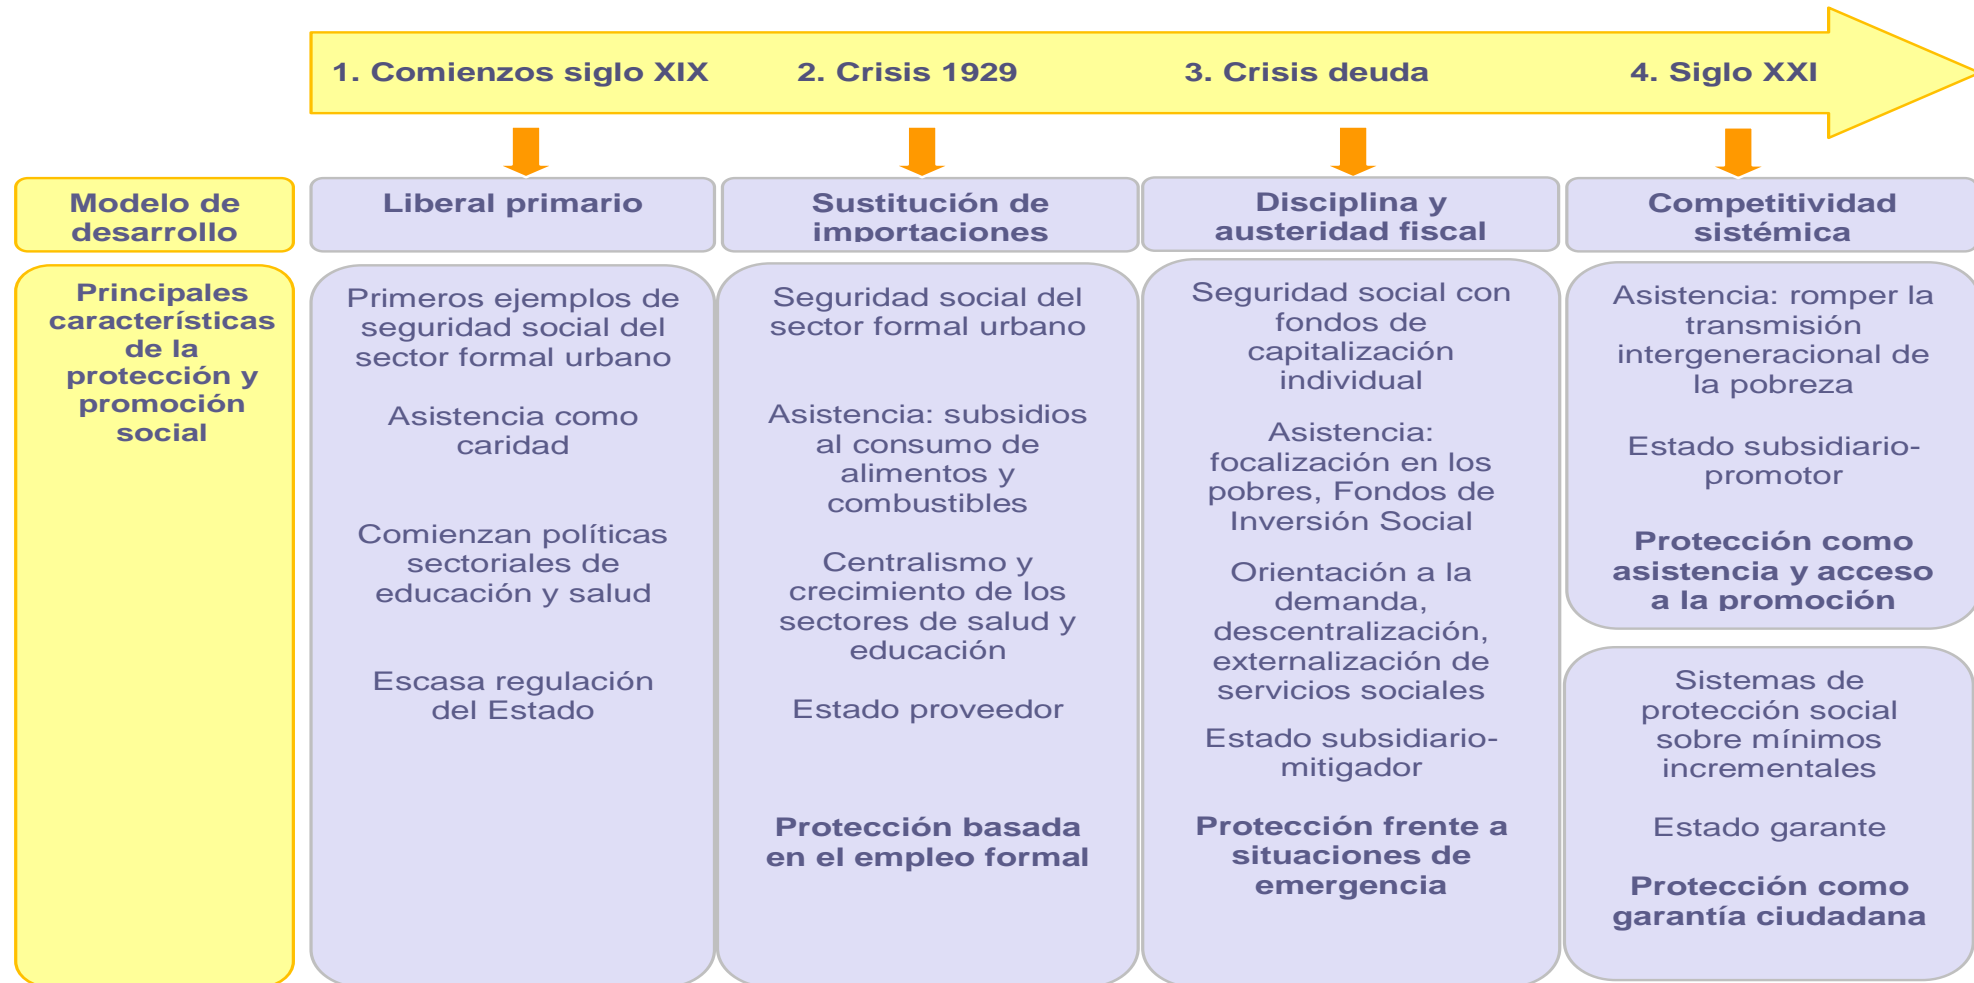 1. Comienzos siglo XIX
2. Crisis 1929
3. Crisis deuda
4. Siglo XXI
Modelo de
desarrollo
Liberal primario
Sustitución de
importaciones
Disciplina y
austeridad fiscal
Competitividad
sistémica
Principales
características
de la
protección y
promoción
social
Primeros ejemplos de
seguridad social del
sector formal urbano
Asistencia como
caridad
Comienzan políticas
sectoriales de
educación y salud
Escasa regulación
del Estado
Seguridad social del
sector formal urbano
Asistencia: subsidios
al consumo de
alimentos y
combustibles
Centralismo y
crecimiento de los
sectores de salud y
educación
Estado proveedor
Protección basada
en el empleo formal
Seguridad social con
fondos de
capitalización
individual
Asistencia:
focalización en los
pobres, Fondos de
Inversión Social
Orientación a la
demanda,
descentralización,
externalización de
servicios sociales
Estado subsidiario-
mitigador
Protección frente a
situaciones de
emergencia
Asistencia: romper la
transmisión
intergeneracional de
la pobreza
Estado subsidiario-
promotor
Protección como
asistencia y acceso
a la promoción
Sistemas de
protección social
sobre mínimos
incrementales
Estado garante
Protección como
garantía ciudadana